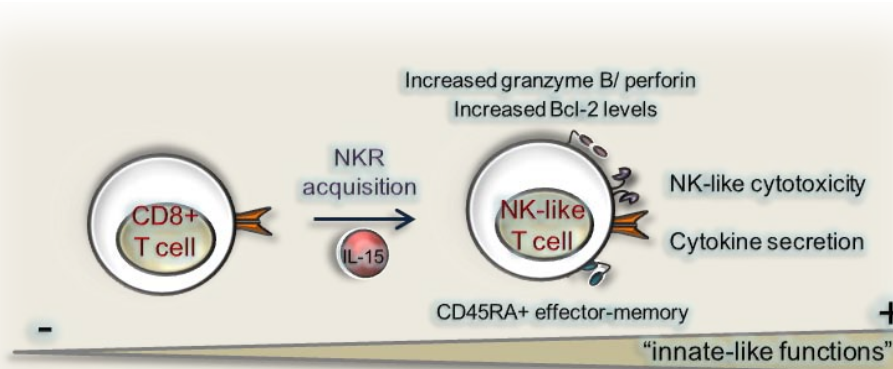 Increased granzyme B/ perforin
Increased Bcl-2 levels
NKR
acquisition
NK-like cytotoxicity
CD8+
T cell
NK-like
T cell
IL-15
Cytokine secretion
CD45RA+ effector-memory
- +
“innate-like functions”